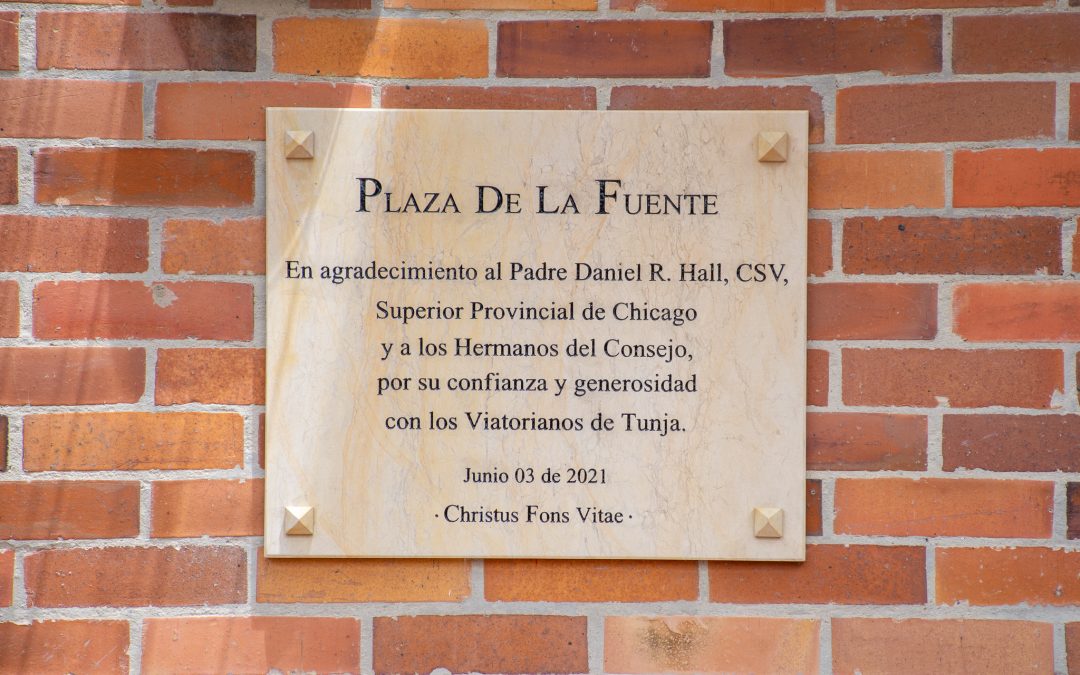 PLAZA DE LA FUENTE
En agradecimiento al Padre Daniel R. Hall, CSV,
Superior Provincial de Chicago
y a los Hermanos del Consejo,
por su confianza y generosidad
con los Viatorianos de Tunja.
Junio 03 de 2021
· Christus Fons Vitae ·